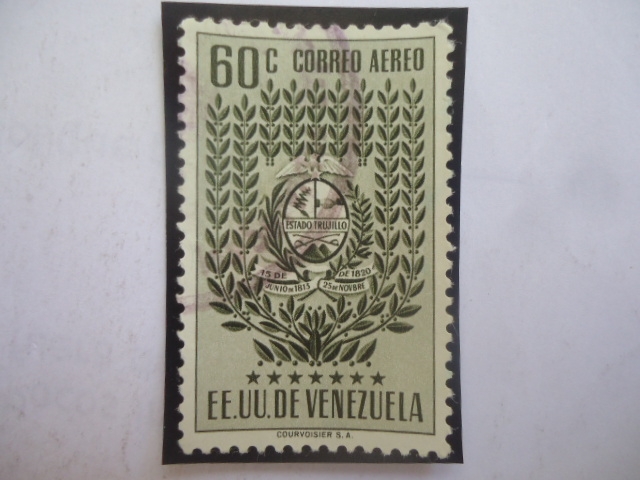 60 C CORREO AEREO
ESTADO TRUJILLO
15 DE DE 1820
JUNIO DE 1813 25 DE NOVBRE
EE.UU.DE VENEZUELA
COURVOISIER S. A.